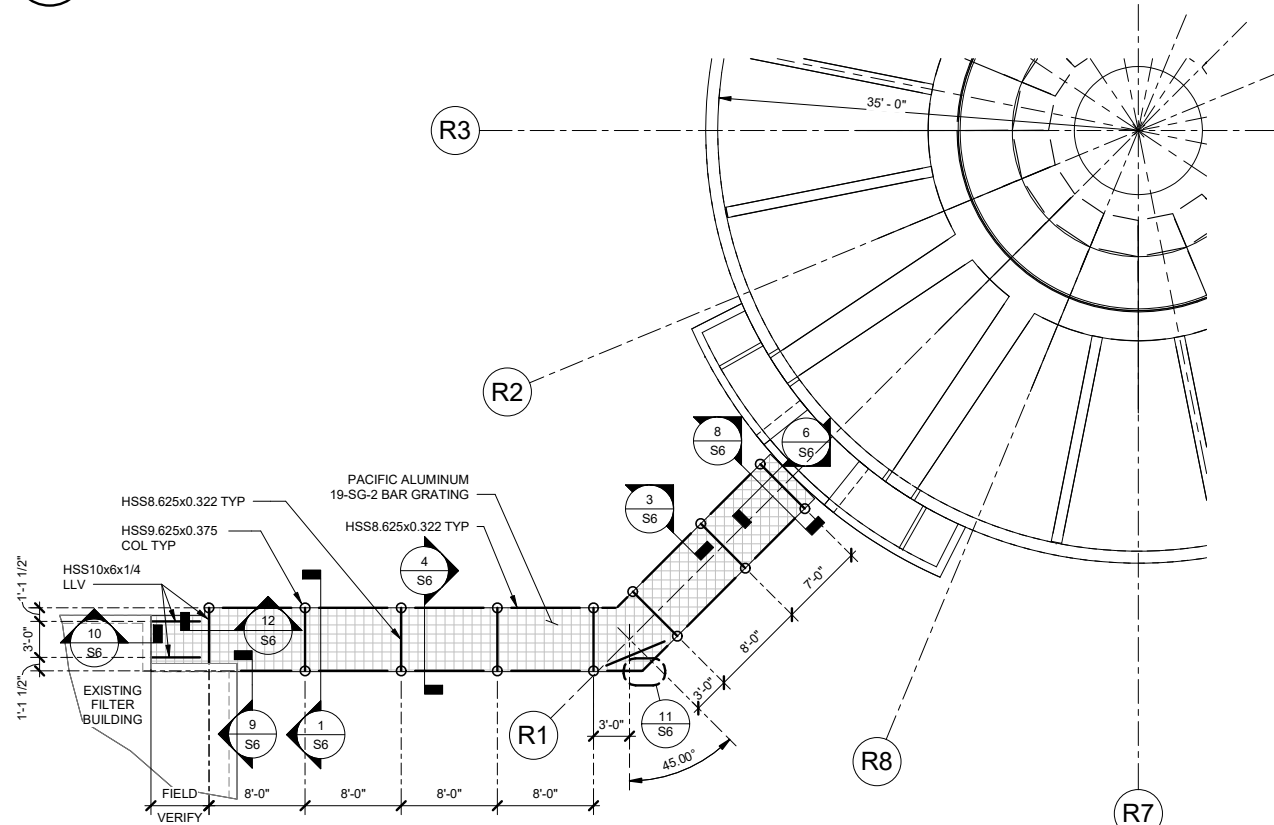 35' - 0"
R3
R2
8
S6
6
S6
PACIFIC ALUMINUM
19-SG-2 BAR GRATING
HSS8.625x0.322 TYP
3
S6
HSS9.625x0.375
COL TYP
HSS8.625x0.322 TYP
4
S6
HSS10x6x1/4
LLV
1'-1 1/2"
3'-0"
1'-1 1/2"
10
S6
12
S6
7'-0"
8'-0"
3'-0"
EXISTING
FILTER
BUILDING
9
S6
1
S6
R1
3'-0"
11
S6
45.00°
R8
R7
FIELD
VERIFY
8'-0"
8'-0"
8'-0"
8'-0"